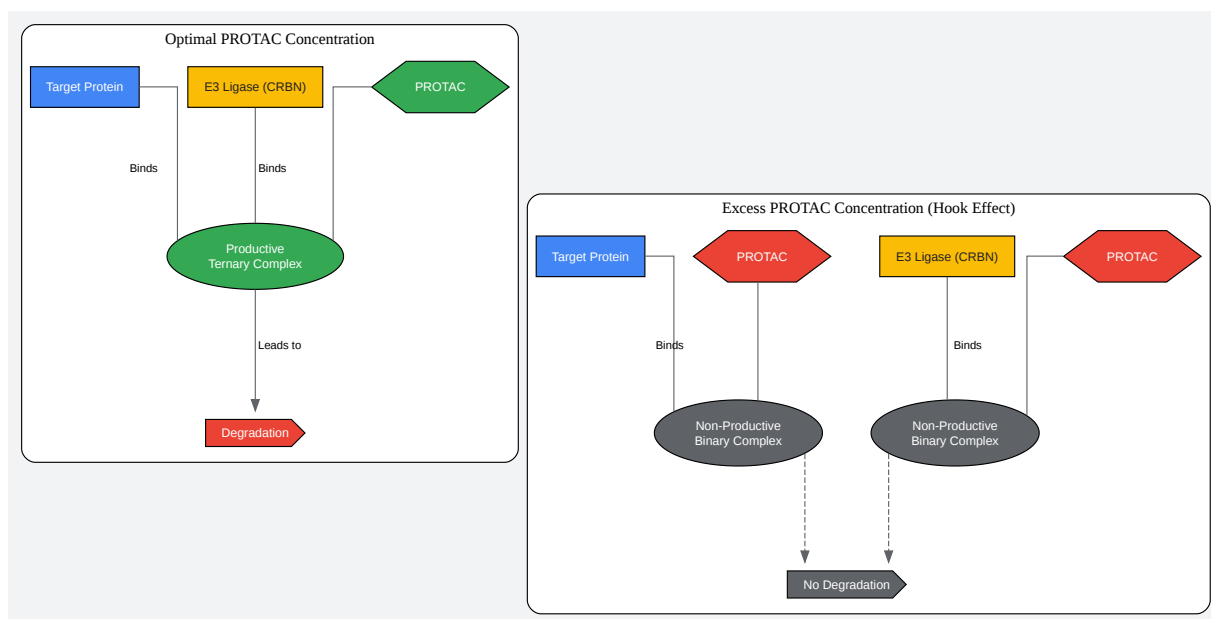 Optimal PROTAC Concentration
Target Protein
E3 Ligase (CRBN)
PROTAC
Binds
Binds
Productive
Ternary Complex
Leads to
Degradation
Excess PROTAC Concentration (Hook Effect)
Target Protein
PROTAC
E3 Ligase (CRBN)
PROTAC
Binds
Binds
Non-Productive
Binary Complex
Non-Productive
Binary Complex
No Degradation